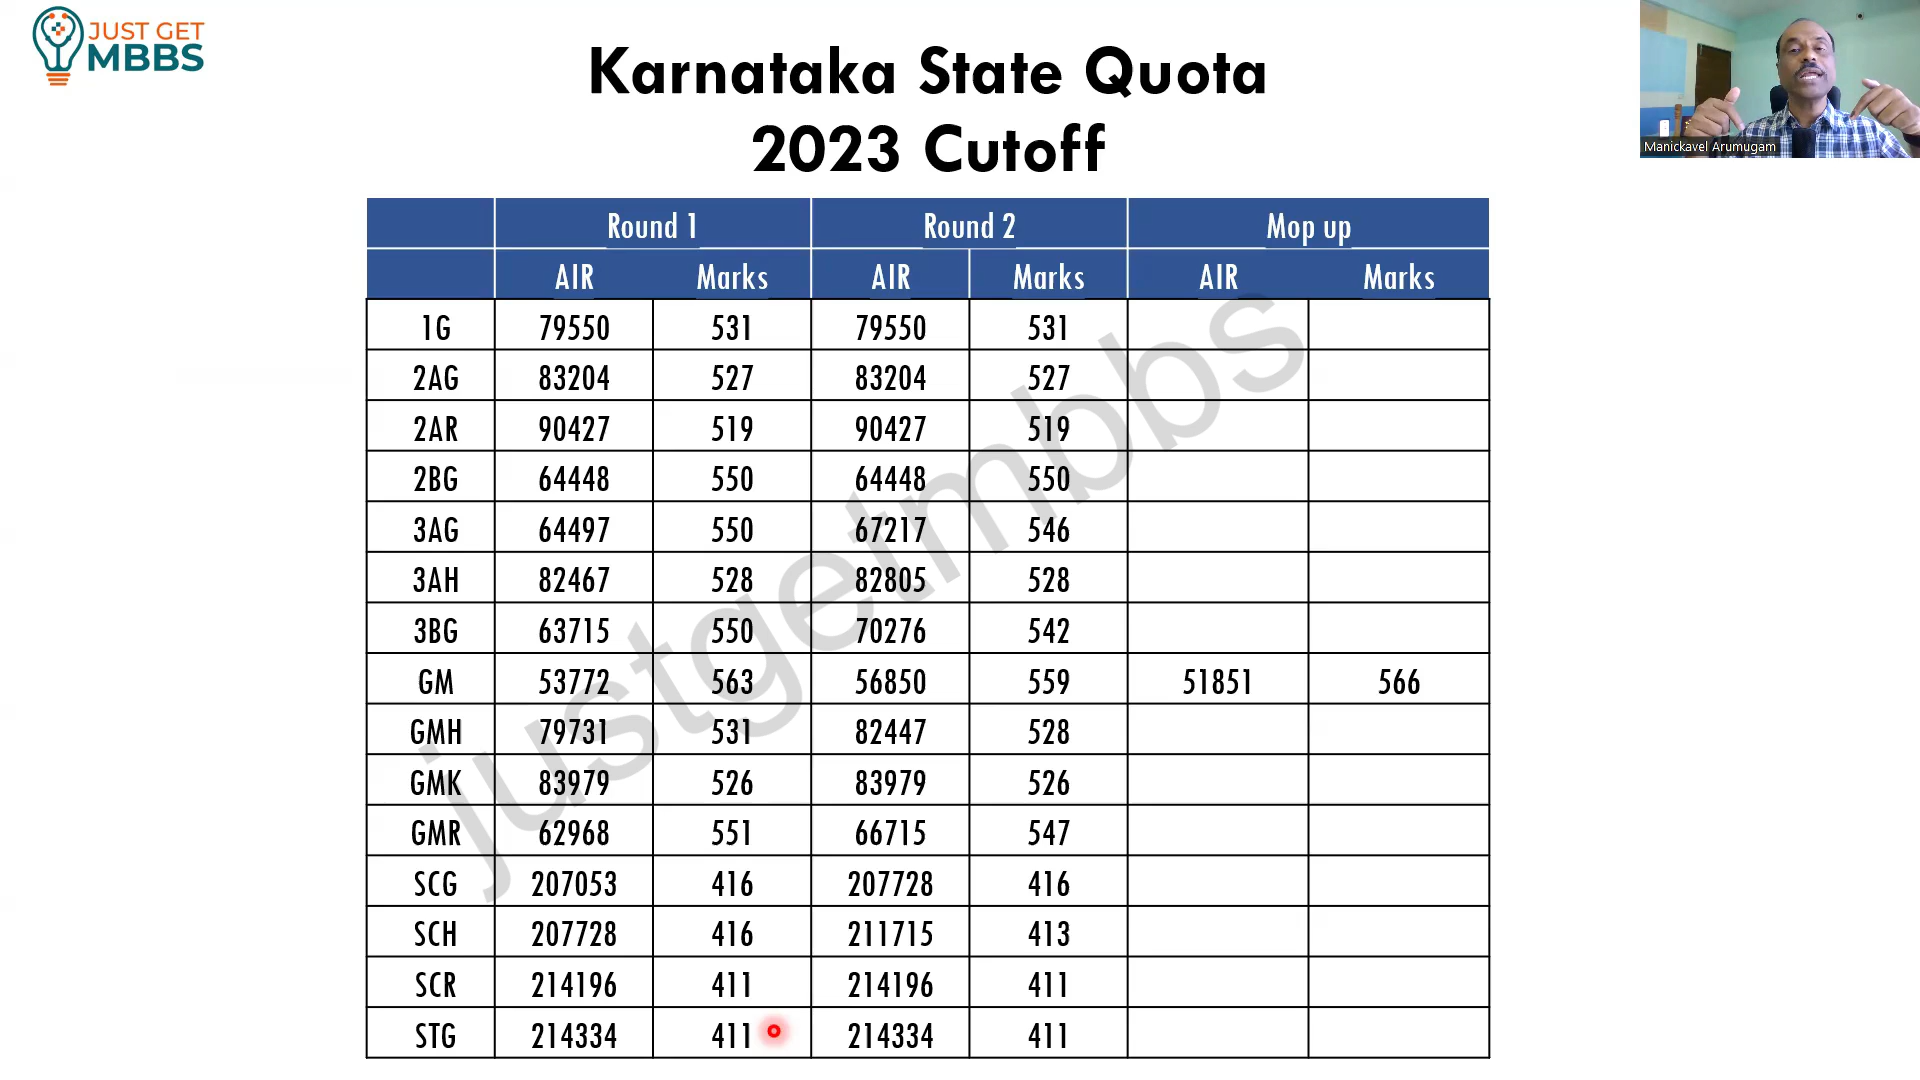 JUST GET
MBBS
Karnataka State Quota
2023 Cutoff
Manickavel Arumugam
Round 1 Round 2 Mop up
AIR Marks AIR Marks AIR Marks
1G 79550 531 79550 531
2AG 83204 527 83204 527
2AR 90427 519 90427 519
2BG 64448 550 64448 550
3AG 64497 550 67217 546
3AH 82467 528 82805 528
3BG 63715 550 70276 542
GM 53772 563 56850 559 51851 566
GMH 79731 531 82447 528
GMK 83979 526 83979 526
GMR 62968 551 66715 547
SCG 207053 416 207728 416
SCH 207728 416 211715 413
SCR 214196 411 214196 411
STG 214334 411 214334 411
justgetmbbs